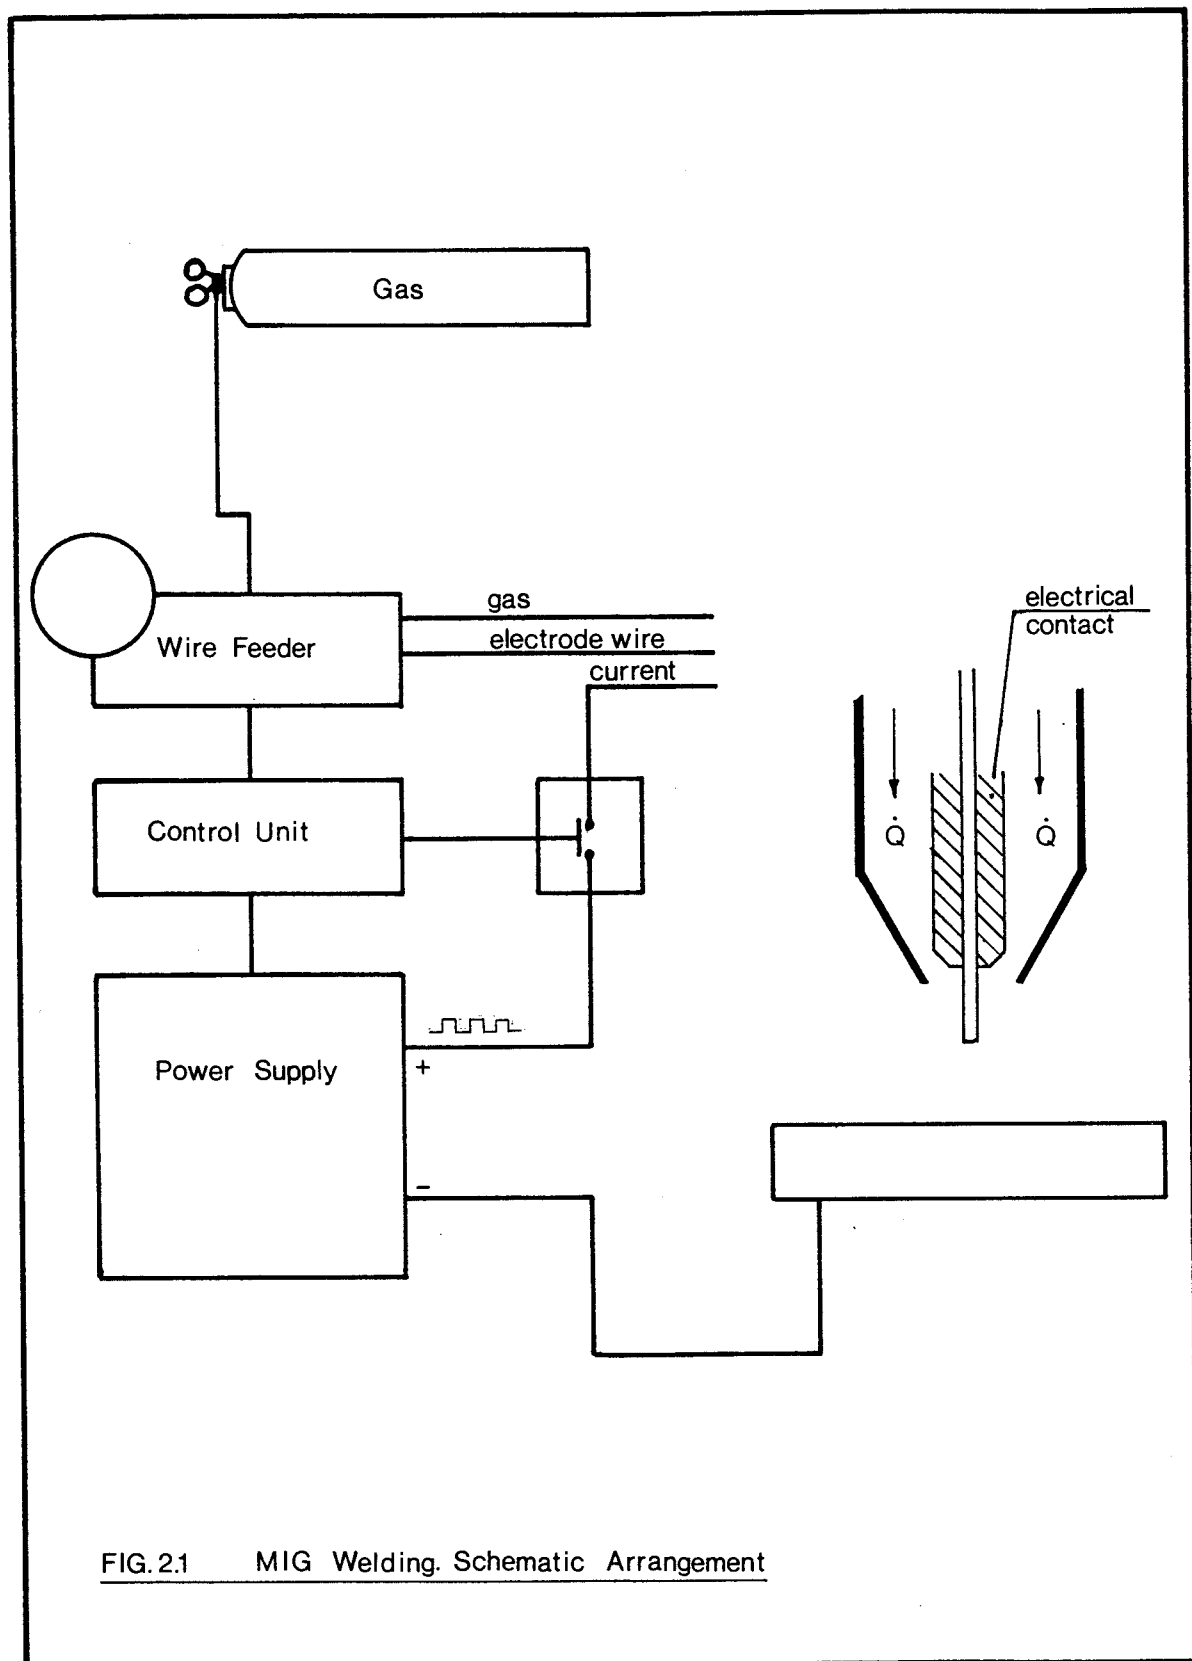 Gas
Wire Feeder
gas
electrode wire
current
electrical
contact
Control Unit
Q̇
Q̇
Power Supply
+
−
FIG. 2.1 MIG Welding. Schematic Arrangement